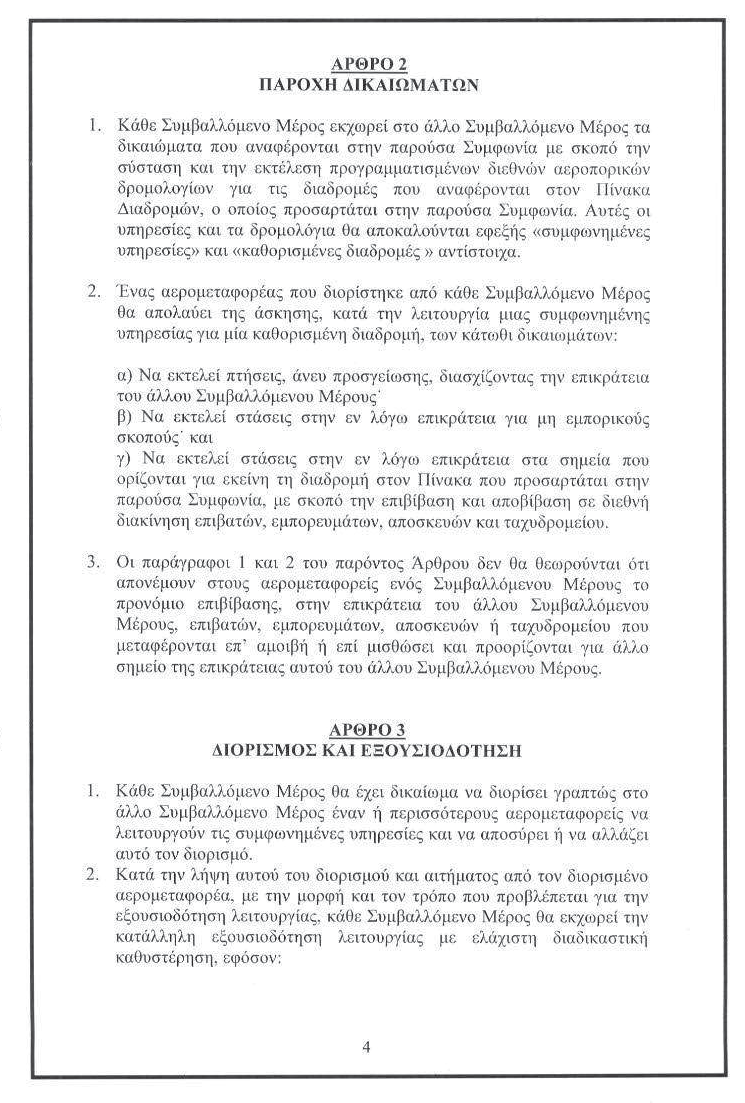 ΑΡΘΡΟ 2
ΠΑΡΟΧΗ ΔΙΚΑΙΩΜΑΤΩΝ
1. Κάθε Συμβαλλόμενο Μέρος εκχωρεί στο άλλο Συμβαλλόμενο Μέρος τα
δικαιώματα που αναφέρονται στην παρούσα Συμφωνία με σκοπό την
σύσταση και την εκτέλεση προγραμματισμένων διεθνών αεροπορικών
δρομολογίων για τις διαδρομές που αναφέρονται στον Πίνακα
Διαδρομών, ο οποίος προσαρτάται στην παρούσα Συμφωνία. Αυτές οι
υπηρεσίες και τα δρομολόγια θα αποκαλούνται εφεξής «συμφωνημένες
υπηρεσίες» και «καθορισμένες διαδρομές » αντίστοιχα.
2. Ένας αερομεταφορέας που διορίστηκε από κάθε Συμβαλλόμενο Μέρος
θα απολαύει της άσκησης, κατά την λειτουργία μιας συμφωνημένης
υπηρεσίας για μία καθορισμένη διαδρομή, των κάτωθι δικαιωμάτων:
α) Να εκτελεί πτήσεις, άνευ προσγείωσης, διασχίζοντας την επικράτεια
του άλλου Συμβαλλόμενου Μέρους˙
β) Να εκτελεί στάσεις στην εν λόγω επικράτεια για μη εμπορικούς
σκοπούς˙ και
γ) Να εκτελεί στάσεις στην εν λόγω επικράτεια στα σημεία που
ορίζονται για εκείνη τη διαδρομή στον Πίνακα που προσαρτάται στην
παρούσα Συμφωνία, με σκοπό την επιβίβαση και αποβίβαση σε διεθνή
διακίνηση επιβατών, εμπορευμάτων, αποσκευών και ταχυδρομείου.
3. Οι παράγραφοι 1 και 2 του παρόντος Άρθρου δεν θα θεωρούνται ότι
απονέμουν στους αερομεταφορείς ενός Συμβαλλόμενου Μέρους το
προνόμιο επιβίβασης, στην επικράτεια του άλλου Συμβαλλόμενου
Μέρους, επιβατών, εμπορευμάτων, αποσκευών ή ταχυδρομείου που
μεταφέρονται επ’ αμοιβή ή επί μισθώσει και προορίζονται για άλλο
σημείο της επικράτειας αυτού του άλλου Συμβαλλόμενου Μέρους.
ΑΡΘΡΟ 3
ΔΙΟΡΙΣΜΟΣ ΚΑΙ ΕΞΟΥΣΙΟΔΟΤΗΣΗ
1. Κάθε Συμβαλλόμενο Μέρος θα έχει δικαίωμα να διορίσει γραπτώς στο
άλλο Συμβαλλόμενο Μέρος έναν ή περισσότερους αερομεταφορείς να
λειτουργούν τις συμφωνημένες υπηρεσίες και να αποσύρει ή να αλλάζει
αυτό τον διορισμό.
2. Κατά την λήψη αυτού του διορισμού και αιτήματος από τον διορισμένο
αερομεταφορέα, με την μορφή και τον τρόπο που προβλέπεται για την
εξουσιοδότηση λειτουργίας, κάθε Συμβαλλόμενο Μέρος θα εκχωρεί την
κατάλληλη εξουσιοδότηση λειτουργίας με ελάχιστη διαδικαστική
καθυστέρηση, εφόσον:
4